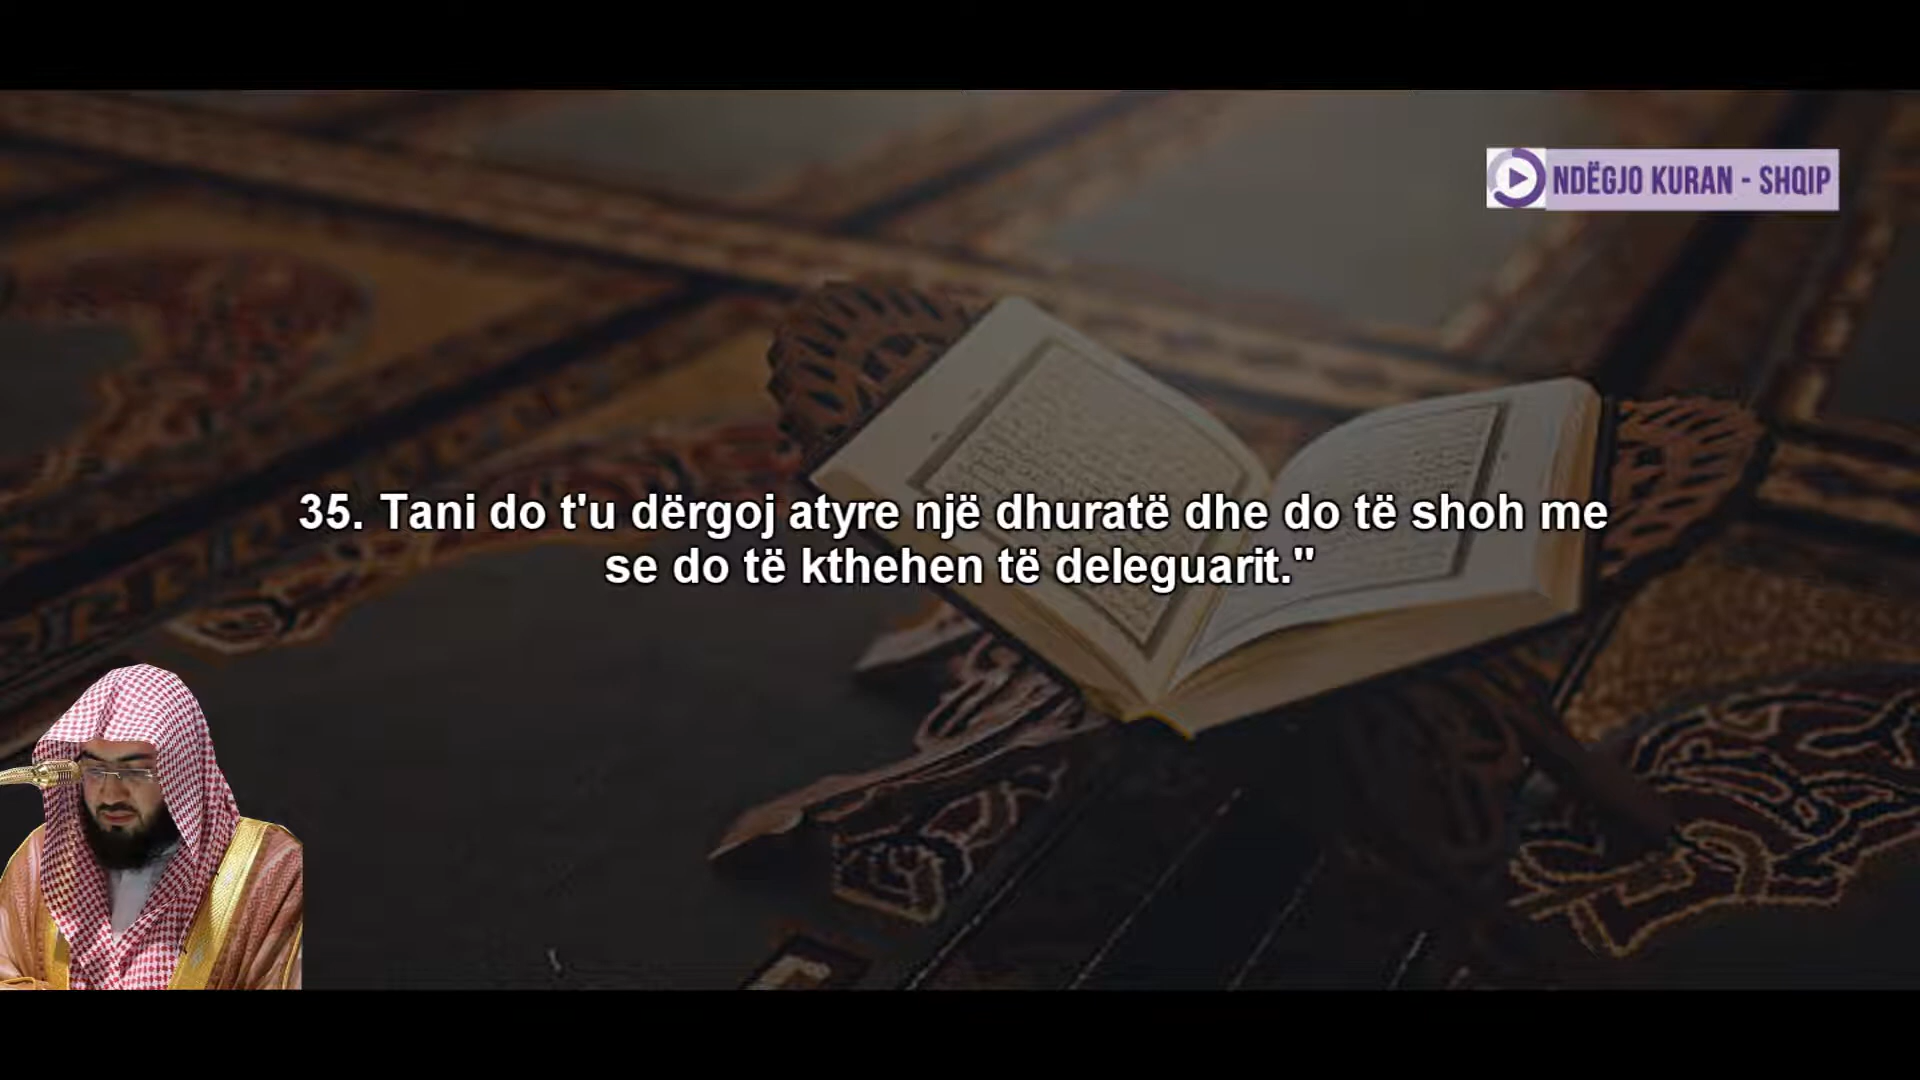 NDËGJO KURAN - SHQIP
35. Tani do t'u dërgoj atyre një dhuratë dhe do të shoh me
se do të kthehen të deleguarit."